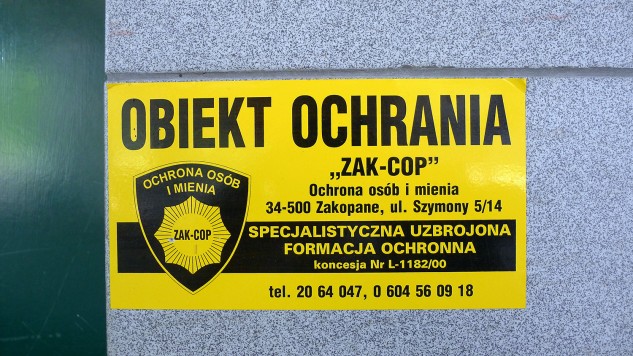 OBIEKT OCHRANIA
„ZAK-COP”
Ochrona osób i mienia
34-500 Zakopane, ul. Szymony 5/14
OCHRONA OSÓB
I MIENIA
ZAK-COP
SPECJALISTYCZNA UZBROJONA
FORMACJA OCHRONNA
koncesja Nr L-1182/00
tel. 20 64 047, 0 604 56 09 18